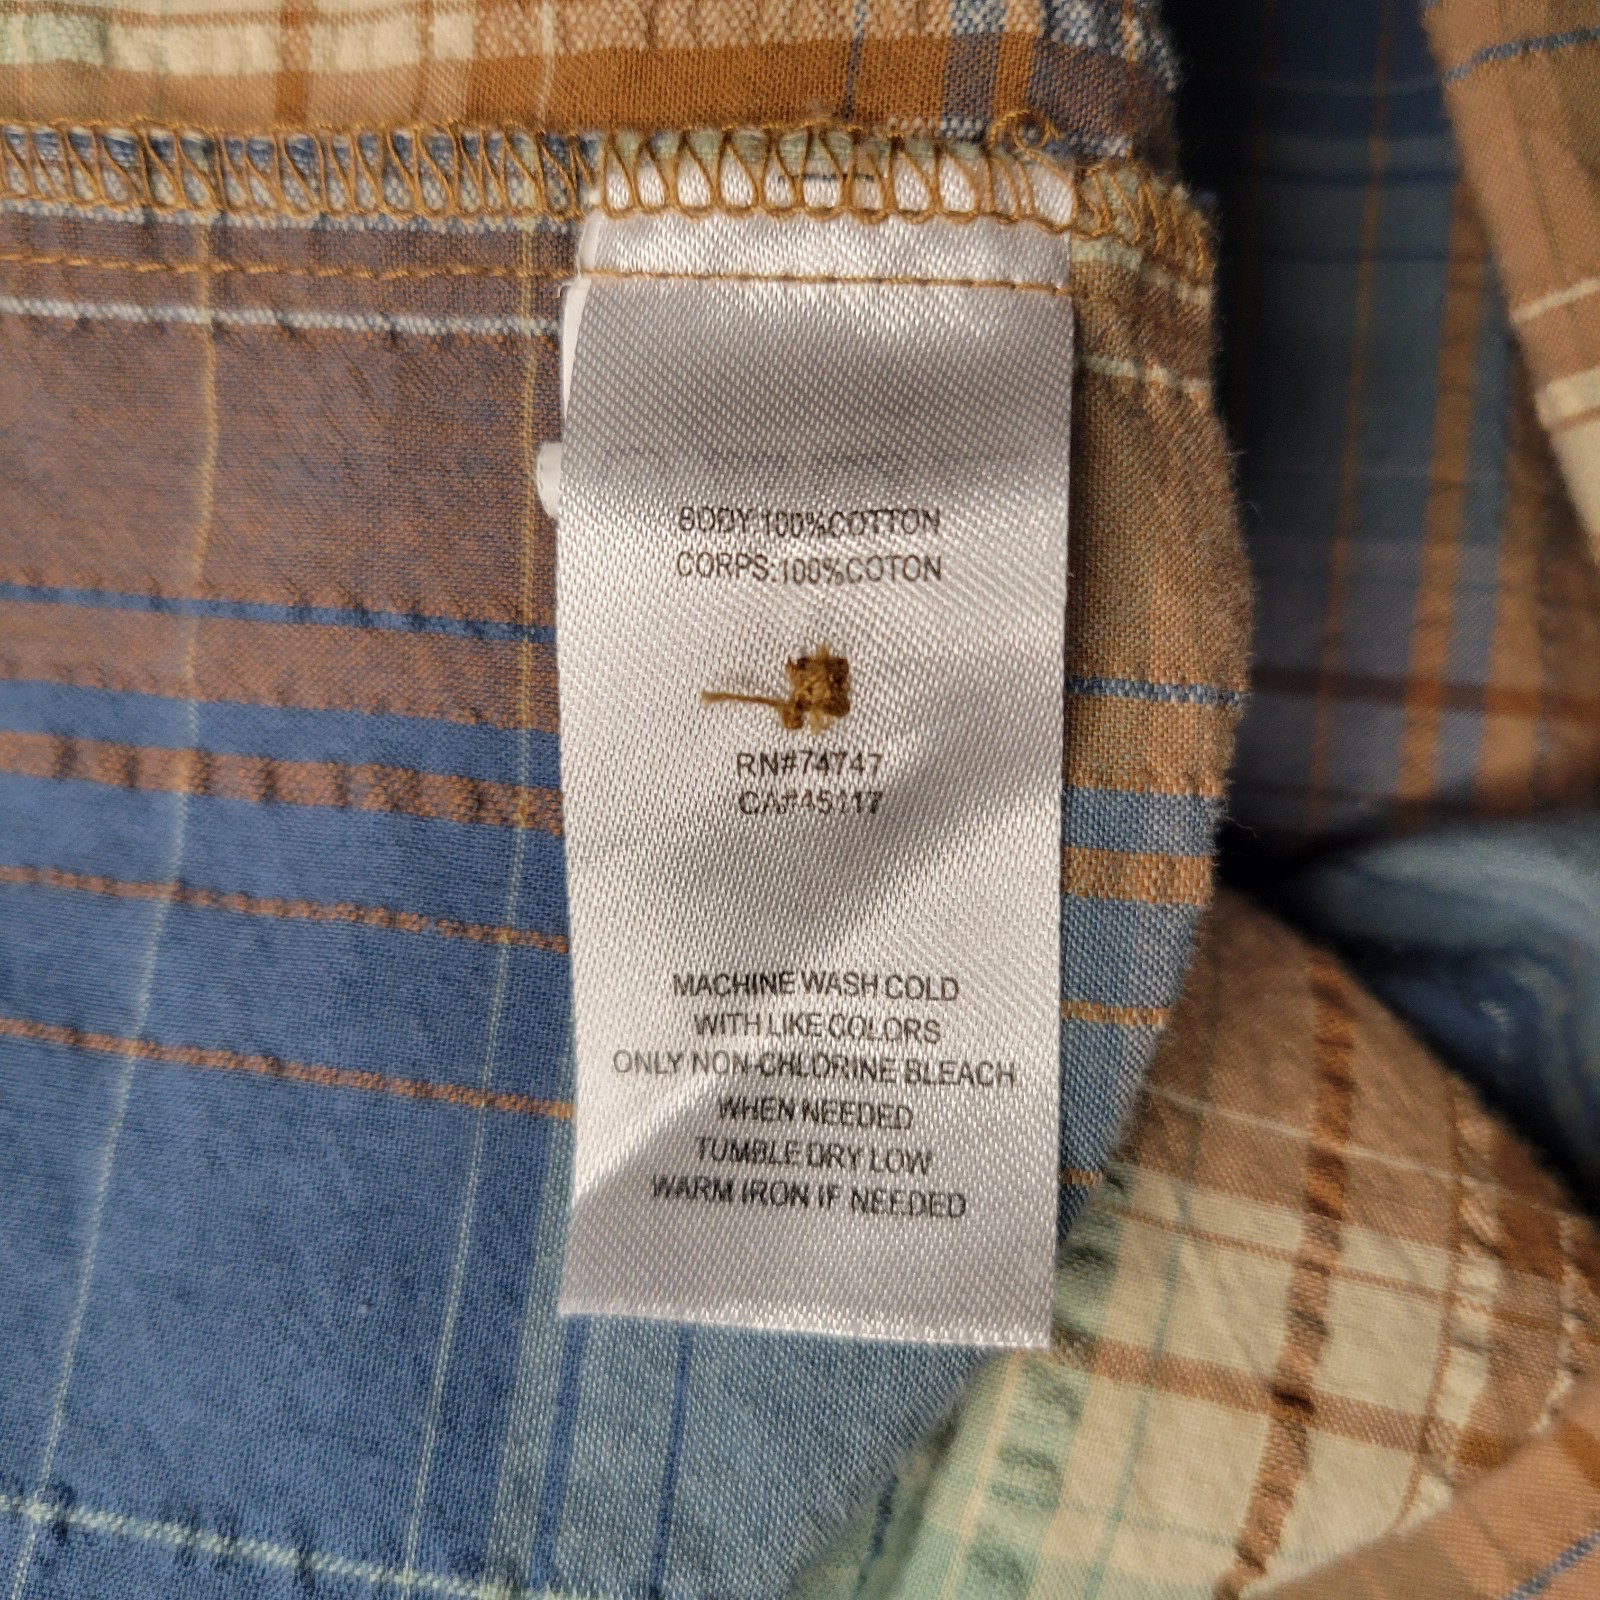 BODY:100%COTTON
CORPS:100%COTON
RN#74747
CA#45117
MACHINE WASH COLD
WITH LIKE COLORS
ONLY NON-CHLORINE BLEACH
WHEN NEEDED
TUMBLE DRY LOW
WARM IRON IF NEEDED